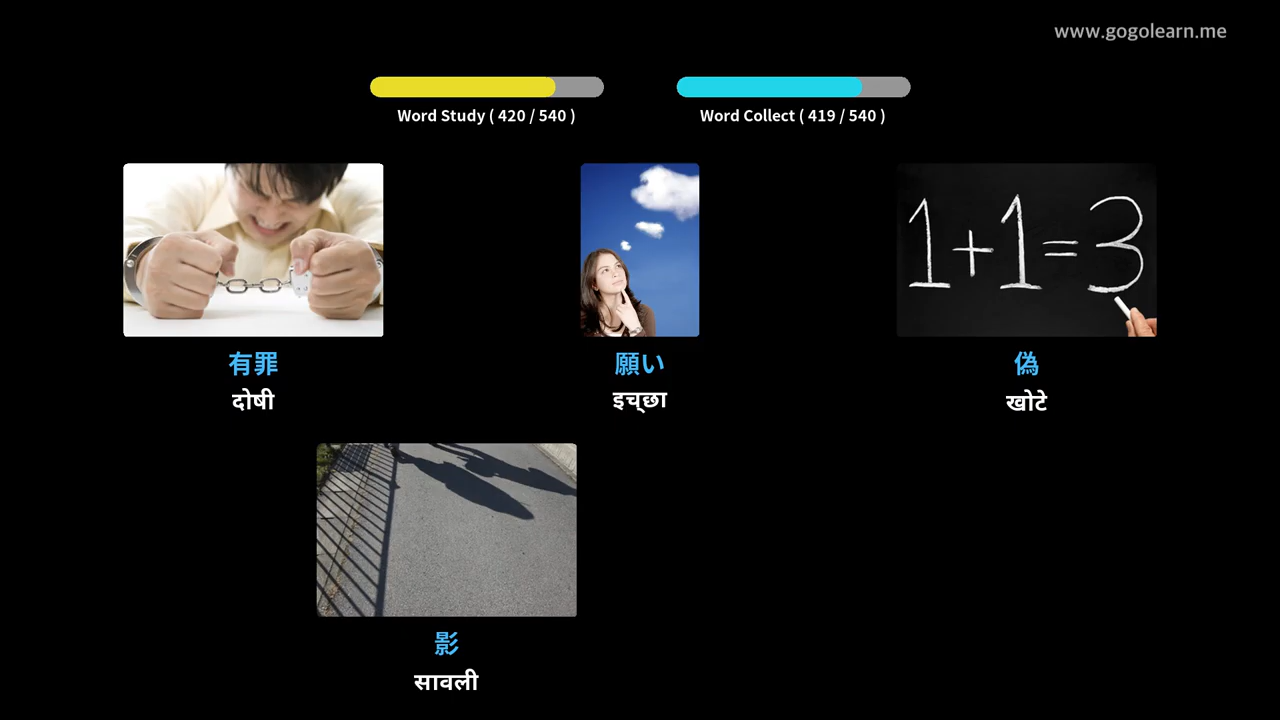 www.gogolearn.me
Word Study ( 420 / 540 )
Word Collect ( 419 / 540 )
1+1=3
有罪
दोषी
願い
इच्छा
偽
खोटे
影
सावली